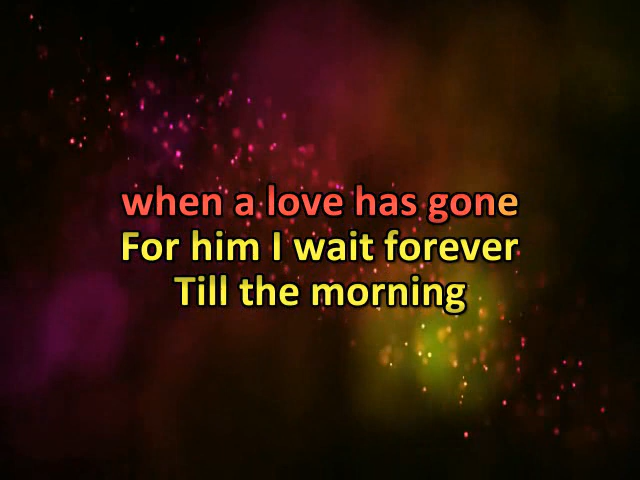 when a love has gone
For him I wait forever
Till the morning